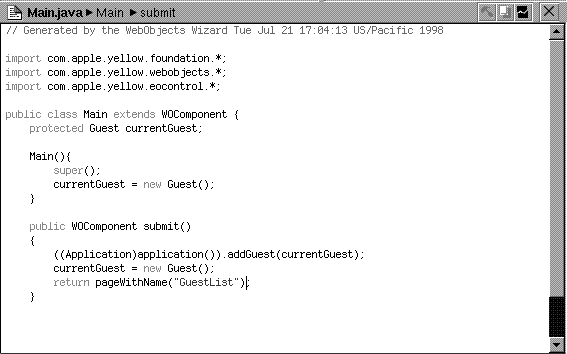 Main.java ▸ Main ▸ submit
// Generated by the WebObjects Wizard Tue Jul 21 17:04:13 US/Pacific 1998
import com.apple.yellow.foundation.*;
import com.apple.yellow.webobjects.*;
import com.apple.yellow.eocontrol.*;
public class Main extends WOComponent {
    protected Guest currentGuest;
    Main(){
        super();
        currentGuest = new Guest();
    }
    public WOComponent submit()
    {
        ((Application)application()).addGuest(currentGuest);
        currentGuest = new Guest();
        return pageWithName("GuestList");
    }